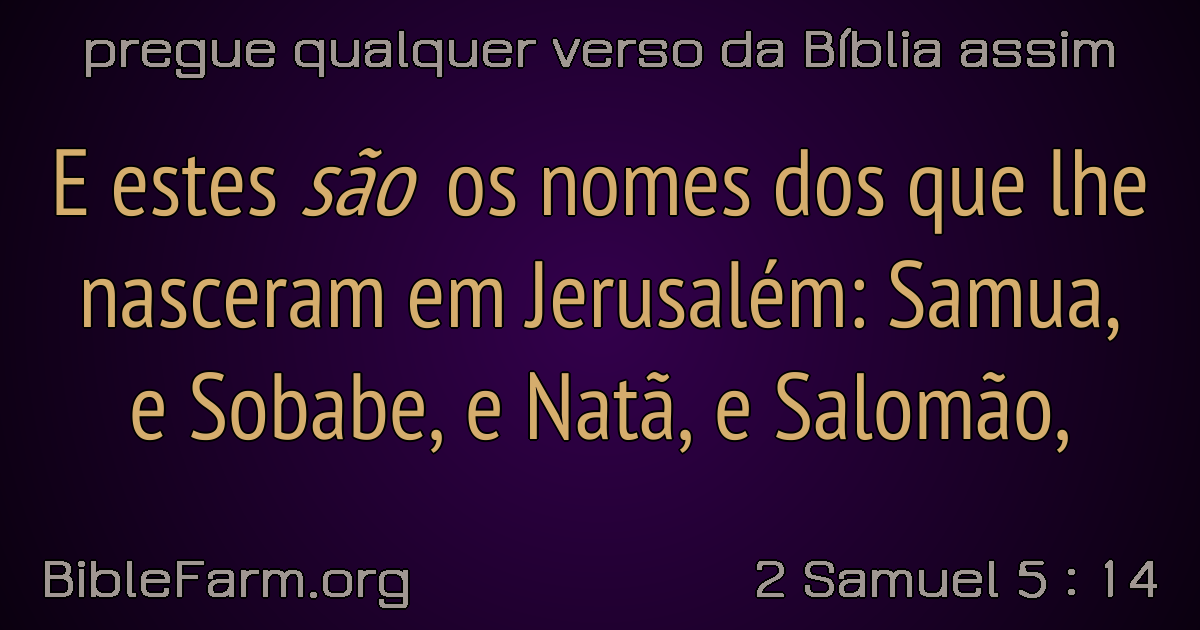 pregue qualquer verso da Bíblia assim
E estes são os nomes dos que lhe
nasceram em Jerusalém: Samua,
e Sobabe, e Natã, e Salomão,
BibleFarm.org
2 Samuel 5 : 14